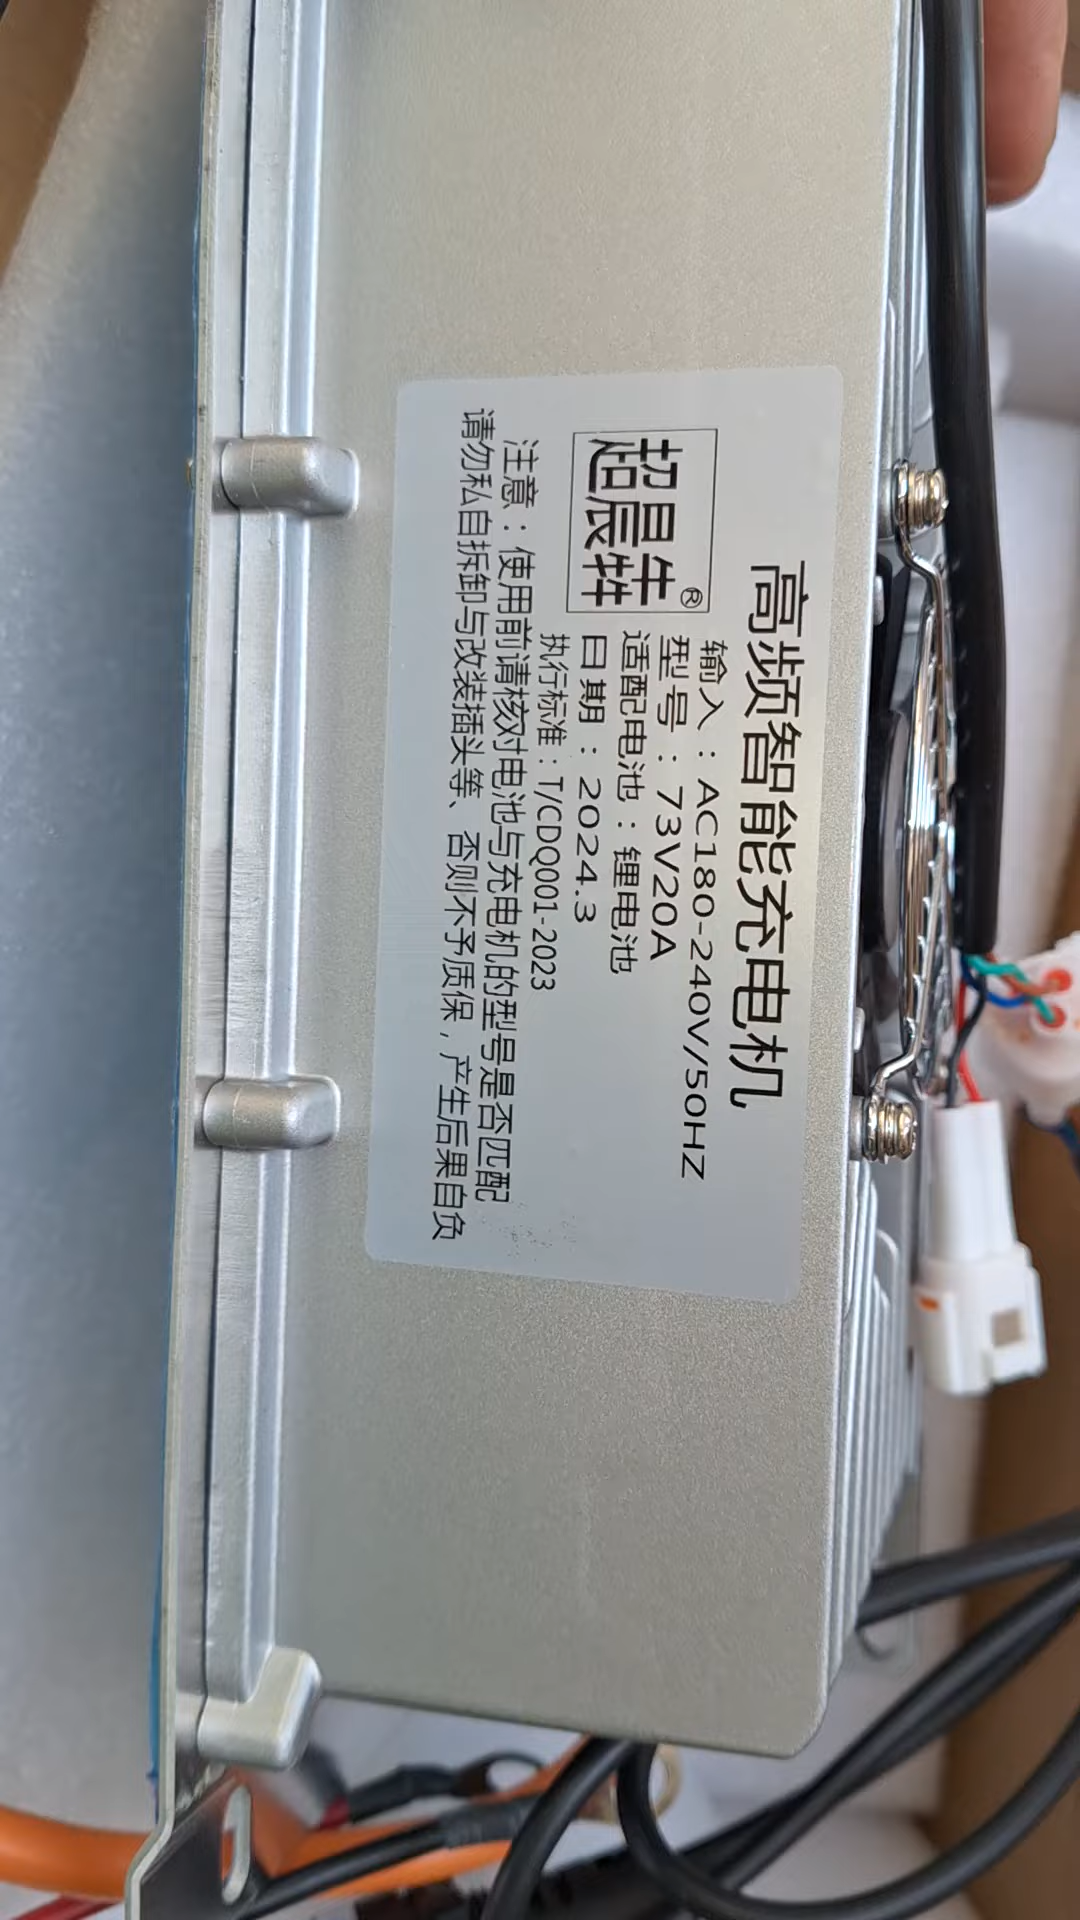 高频智能充电机
超晨牛®
输入：AC180-240V/50HZ
型号：73V20A
适配电池：锂电池
日期：2024.3
执行标准：T/CDQ001-2023
注意：使用前请核对电池与充电机的型号是否匹配
请勿私自拆卸与改装插头等、否则不予质保，产生后果自负